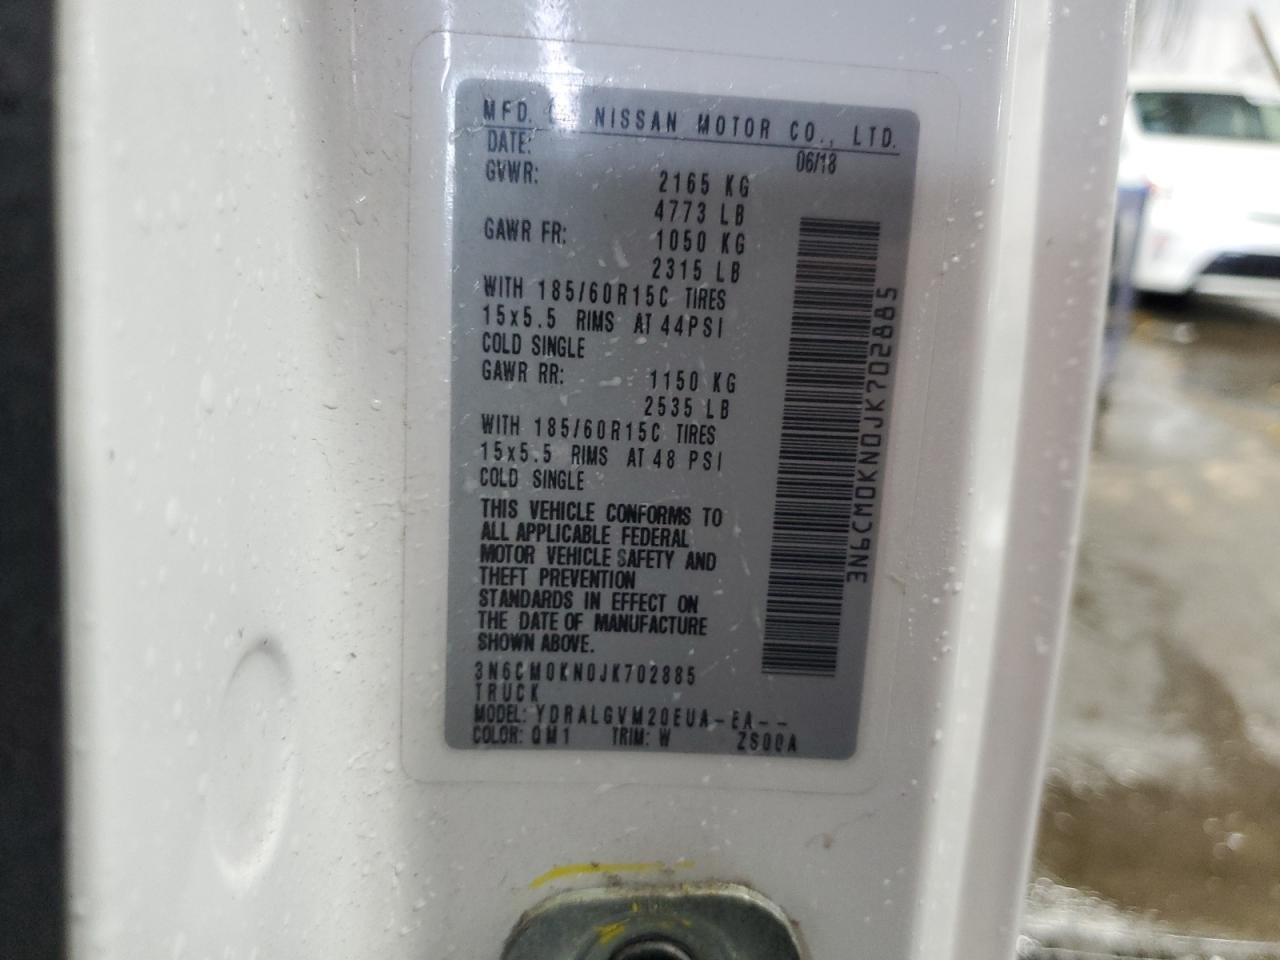 MFD. NISSAN MOTOR CO., LTD.
DATE: 06/18
GVWR: 2165 KG
4773 LB
GAWR FR: 1050 KG
2315 LB
WITH 185/60R15C TIRES
15x5.5 RIMS AT 44PSI
COLD SINGLE
GAWR RR: 1150 KG
2535 LB
WITH 185/60R15C TIRES
15x5.5 RIMS AT 48 PSI
COLD SINGLE
THIS VEHICLE CONFORMS TO
ALL APPLICABLE FEDERAL
MOTOR VEHICLE SAFETY AND
THEFT PREVENTION
STANDARDS IN EFFECT ON
THE DATE OF MANUFACTURE
SHOWN ABOVE.
3N6CM0KN0JK702885
TRUCK
MODEL: YDRALGVM20EUA-EA--
COLOR: QM1 TRIM: W ZS00A
3N6CM0KN0JK702885